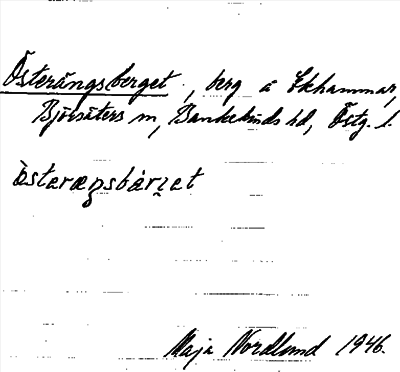 Österängsberget, berg å Ekhammar,
Björsäters sn, Bankekinds hd, Östg. l.
österæŋsbärjet
Maja Nordlund 1946.